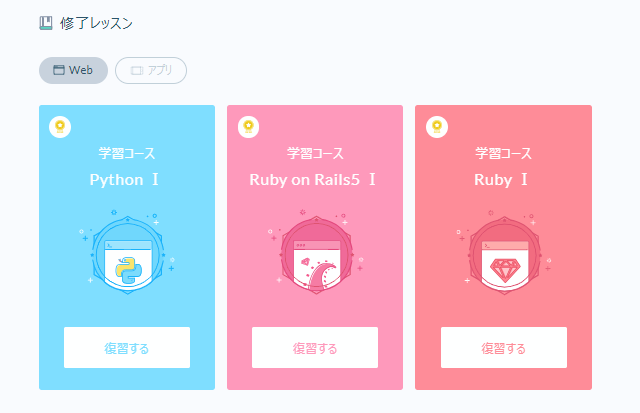 修了レッスン
Web
アプリ
学習コース
Python Ⅰ
復習する
学習コース
Ruby on Rails5 Ⅰ
復習する
学習コース
Ruby Ⅰ
復習する